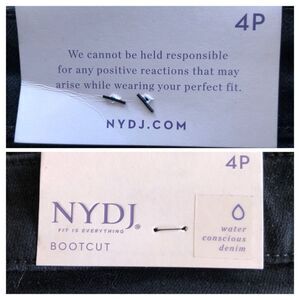 4P
We cannot be held responsible
for any positive reactions that may
arise while wearing your perfect fit.
NYDJ.COM
4P
NYDJ®
FIT IS EVERYTHING
BOOTCUT
water
conscious
denim